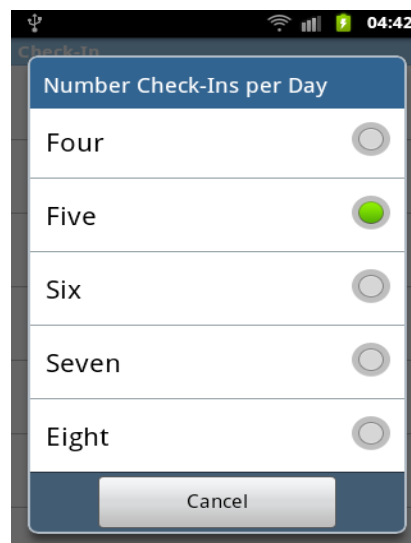 04:42
Check-In
Number Check-Ins per Day
Four
Five
Six
Seven
Eight
Cancel